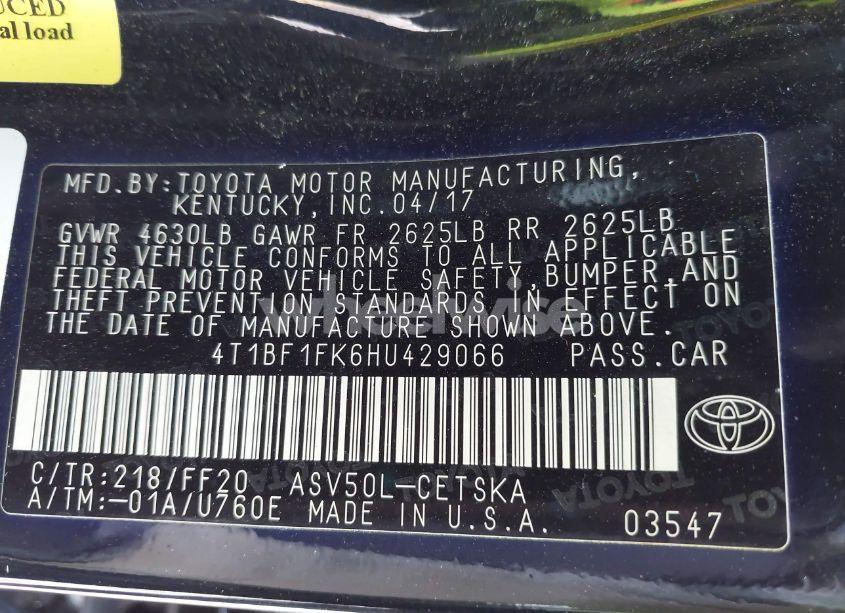 UCED
al load
MFD.BY:TOYOTA MOTOR MANUFACTURING,
KENTUCKY,INC.04/17
GVWR 4630LB GAWR FR 2625LB RR 2625LB
THIS VEHICLE CONFORMS TO ALL APPLICABLE
FEDERAL MOTOR VEHICLE SAFETY,BUMPER,AND
THEFT PREVENTION STANDARDS IN EFFECT ON
THE DATE OF MANUFACTURE SHOWN ABOVE.
wheelwise
4T1BF1FK6HU429066 PASS.CAR
C/TR:218/FF20 ASV50L-CETSKA
A/TM:-01A/U760E MADE IN U.S.A. 03547